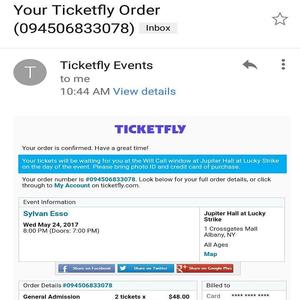 Your Ticketfly Order
(094506833078) Inbox
T
Ticketfly Events
to me
10:44 AM View details
TICKETFLY
Your order is confirmed. Have a great time!
Your tickets will be waiting for you at the Will Call window at Jupiter Hall at Lucky Strike
on the day of the event. Please bring photo ID and credit card of purchase.
Your order number is #094506833078. Look below for your full order details, or click
through to My Account on ticketfly.com.
Event Information
Sylvan Esso
Wed May 24, 2017
8:00 PM (Doors: 7:00 PM)
Jupiter Hall at Lucky
Strike
1 Crossgates Mall
Albany, NY
All Ages
Map
Share on Facebook
Share on Twitter
Share on Google Plus
Order Details #094506833078
Billed to
General Admission 2 tickets x $48.00
Card **** **** ****